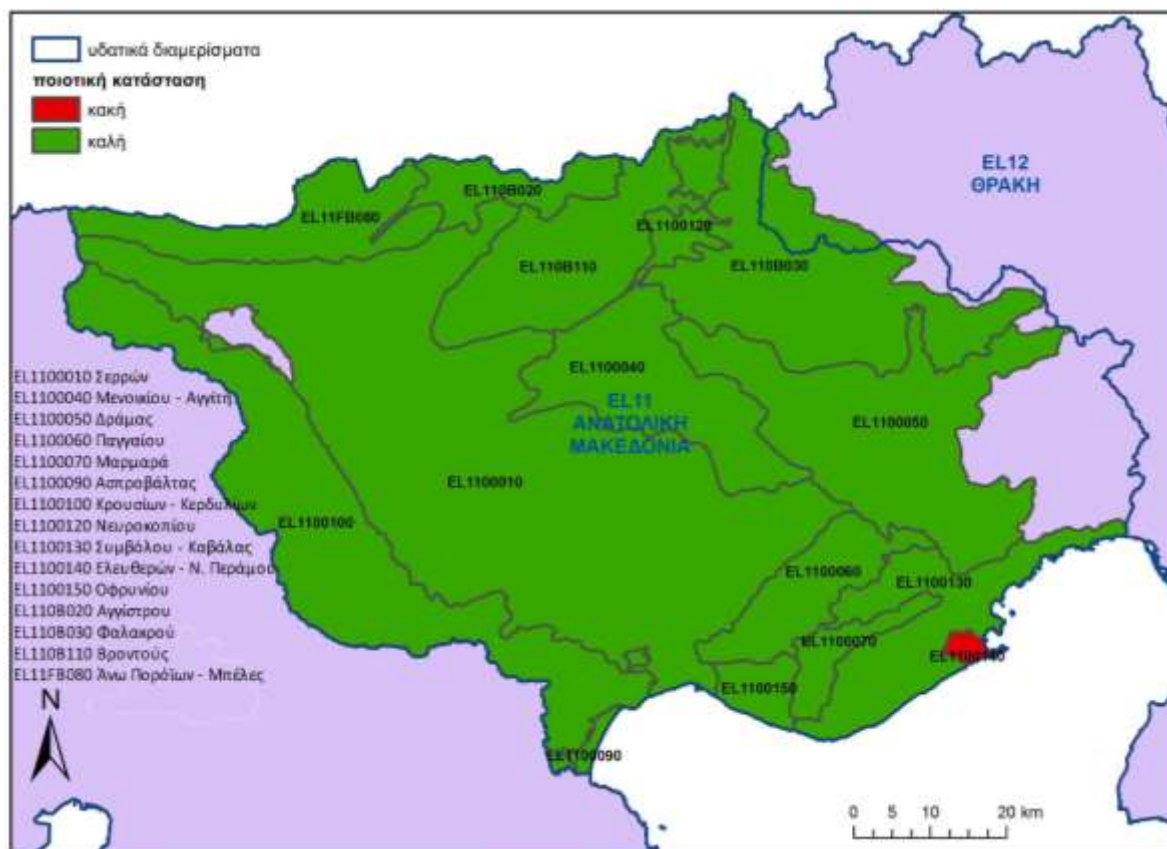 υδατικά διαμερίσματα
ποιοτική κατάσταση
κακή
καλή
EL12
ΘΡΑΚΗ
EL110B020
EL11FB080
EL1100120
EL110B110
EL110B030
EL1100040
EL11
ΑΝΑΤΟΛΙΚΗ
ΜΑΚΕΔΟΝΙΑ
EL1100050
EL1100010
EL1100100
EL1100060
EL1100130
EL1100070
EL1100140
EL1100150
EL1100090
EL1100010 Σερρών
EL1100040 Μενοικίου - Αγγίτη
EL1100050 Δράμας
EL1100060 Παγγαίου
EL1100070 Μαρμαρά
EL1100090 Ασπροβάλτας
EL1100100 Κρουσίων - Κερδυλίων
EL1100120 Νευροκοπίου
EL1100130 Συμβόλου - Καβάλας
EL1100140 Ελευθερών - Ν. Περάμου
EL1100150 Οφρυνίου
EL110B020 Αγγίστρου
EL110B030 Φαλακρού
EL110B110 Βροντούς
EL11FB080 Άνω Πορόϊων - Μπέλες
N
0 5 10 20 km